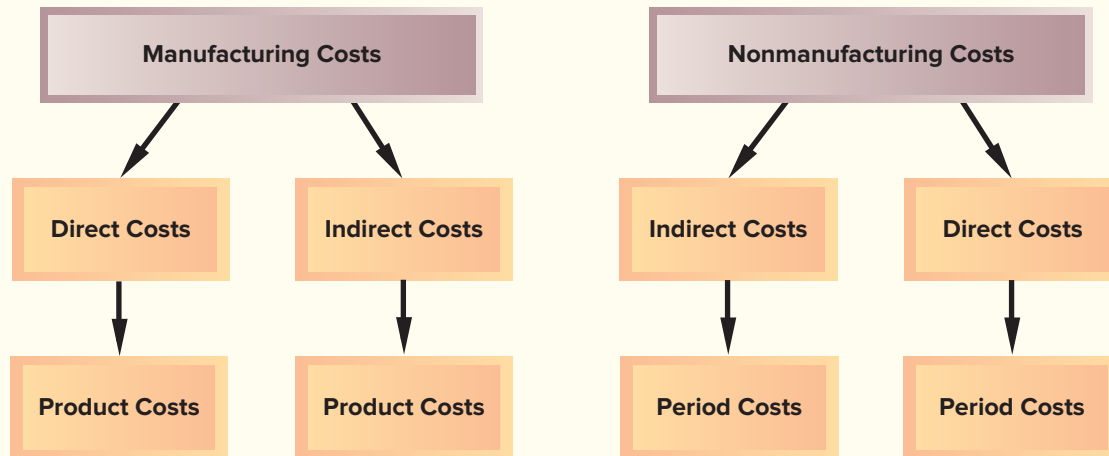 Manufacturing Costs
Nonmanufacturing Costs
Direct Costs
Indirect Costs
Indirect Costs
Direct Costs
Product Costs
Product Costs
Period Costs
Period Costs